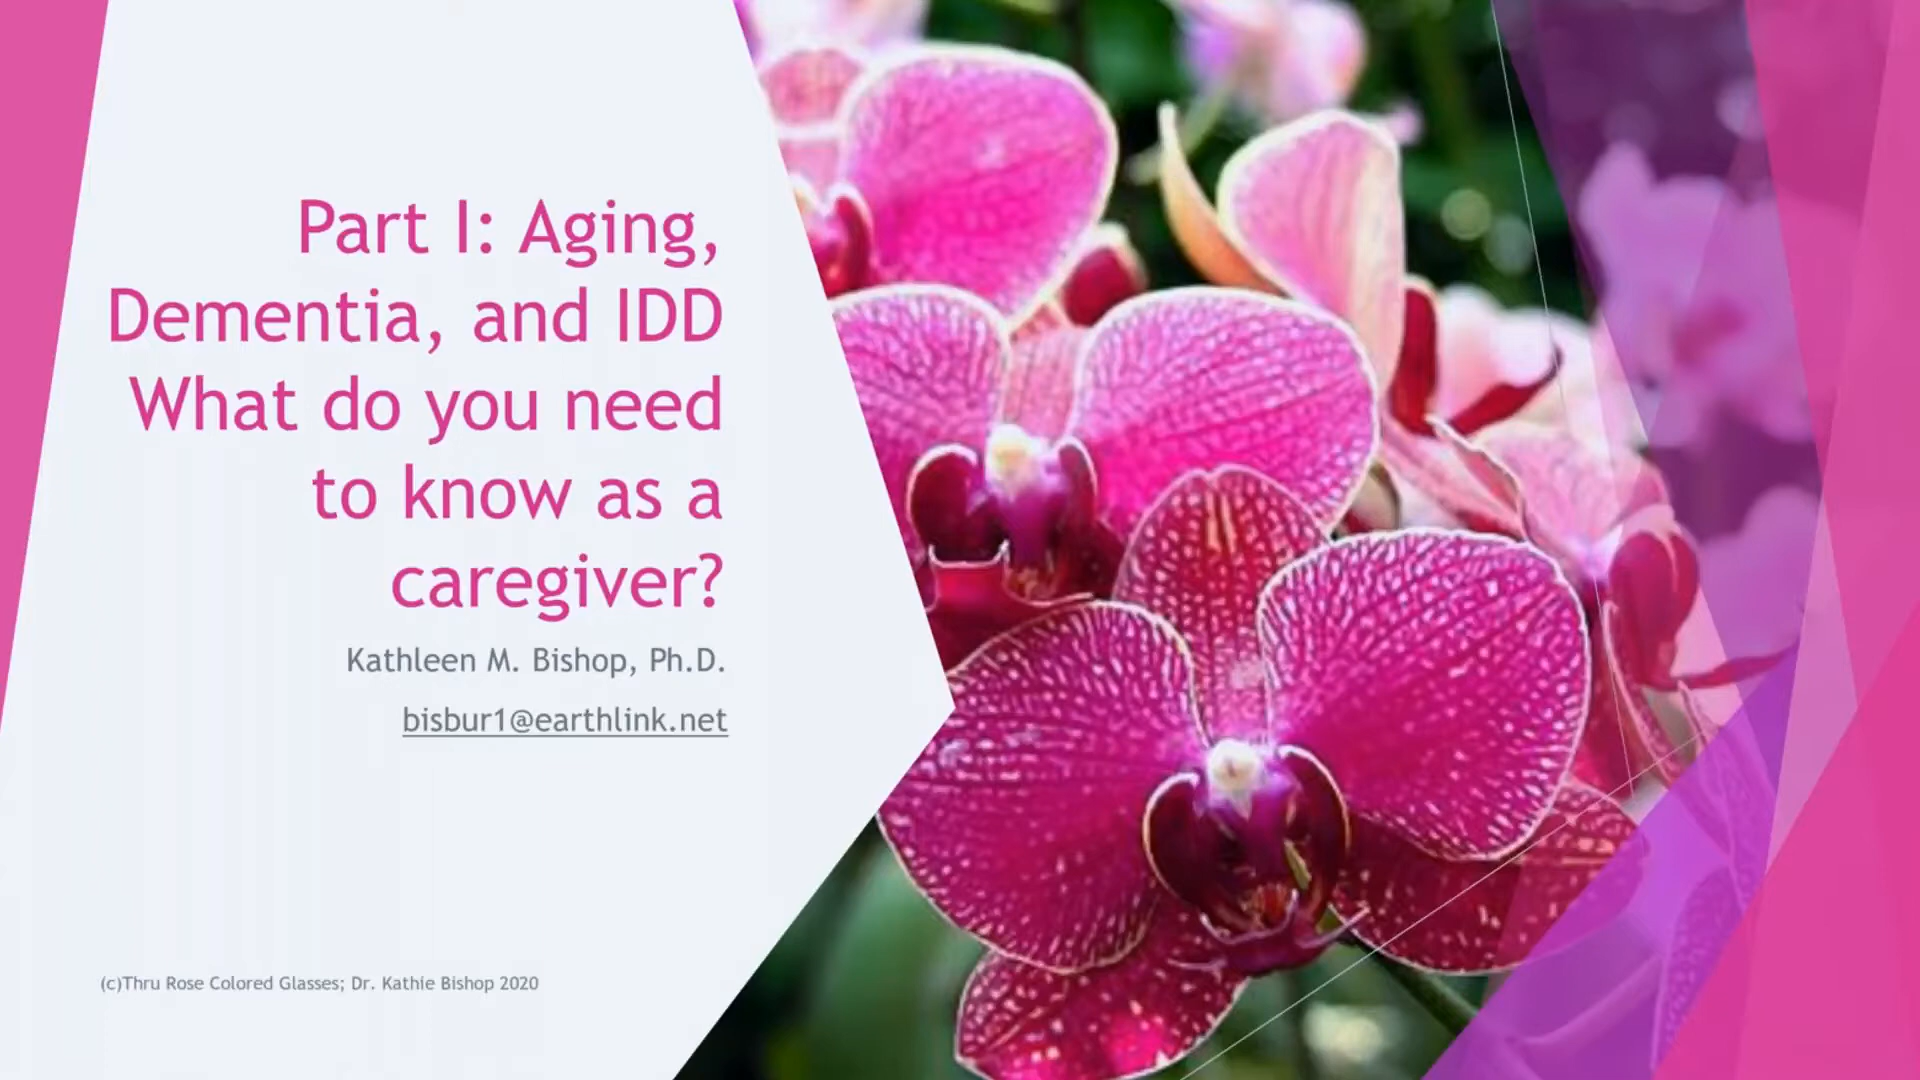 Part I: Aging,
Dementia, and IDD
What do you need
to know as a
caregiver?
Kathleen M. Bishop, Ph.D.
bisbur1@earthlink.net
(c)Thru Rose Colored Glasses; Dr. Kathie Bishop 2020